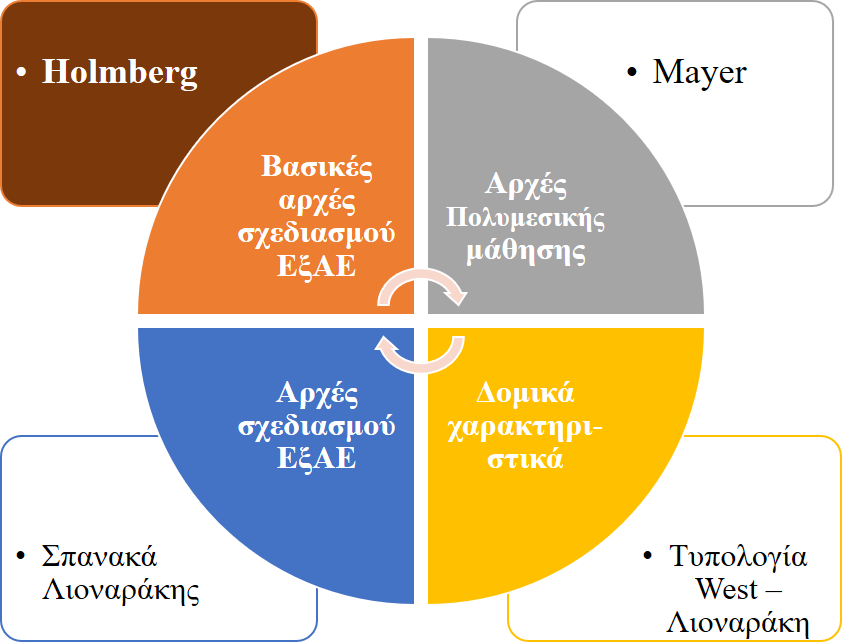 • Holmberg
• Mayer
Βασικές
αρχές
σχεδιασμού
ΕξΑΕ
Αρχές
Πολυμεσικής
μάθησης
Αρχές
σχεδιασμού
ΕξΑΕ
Δομικά
χαρακτηρι-
στικά
• Σπανακά
Λιοναράκης
• Τυπολογία
West –
Λιοναράκη